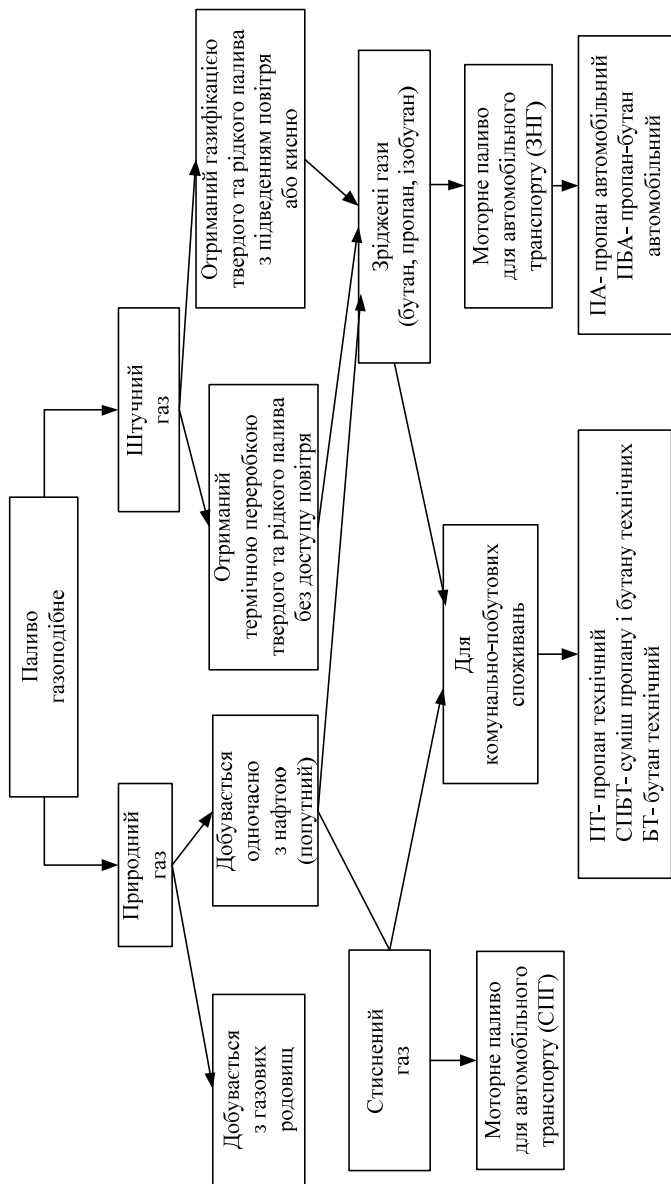 Паливо
газоподібне
Природний
газ
Штучний
газ
Добувається
з газових
родовищ
Добувається
одночасно
з нафтою
(попутний)
Отриманий
термічною переробкою
твердого та рідкого палива
без доступу повітря
Отриманий газифікацією
твердого та рідкого палива
з підведенням повітря
або кисню
Стиснений
газ
Зріджені гази
(бутан, пропан, ізобутан)
Моторне паливо
для автомобільного
транспорту (СПГ)
Для
комунально-побутових
споживань
Моторне паливо
для автомобільного
транспорту (ЗНГ)
ПТ- пропан технічний
СПБТ- суміш пропану і бутану технічних
БТ- бутан технічний
ПА- пропан автомобільний
ПБА- пропан-бутан
автомобільний